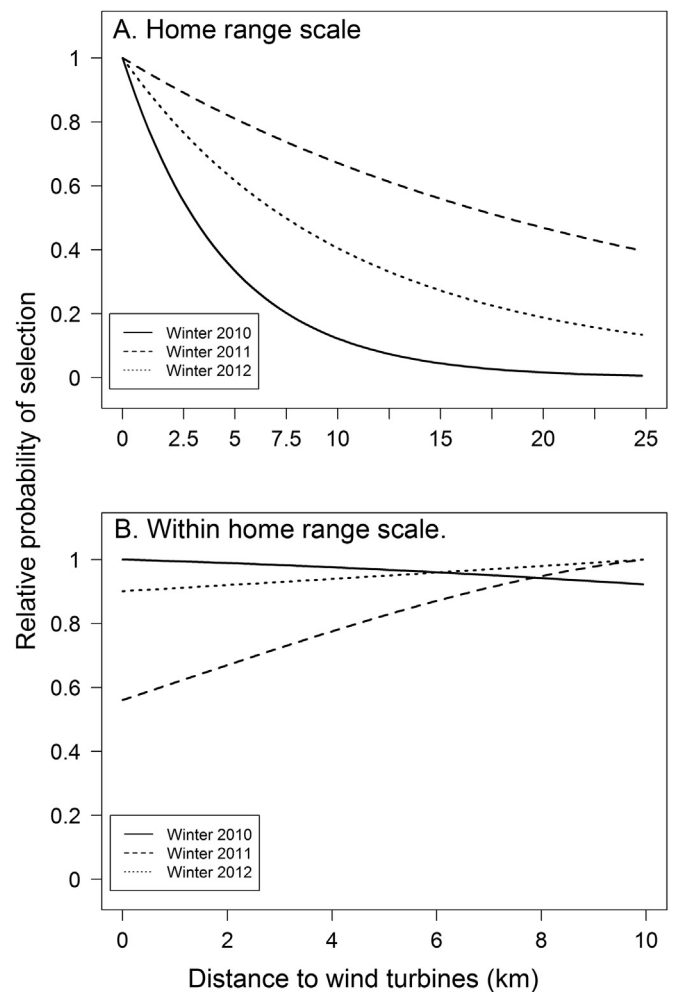 A. Home range scale
1
0.8
0.6
0.4
0.2
0
Winter 2010
Winter 2011
Winter 2012
0 2.5 5 7.5 10 15 20 25
Relative probability of selection
B. Within home range scale.
1
0.8
0.6
0.4
0.2
0
Winter 2010
Winter 2011
Winter 2012
0 2 4 6 8 10
Distance to wind turbines (km)